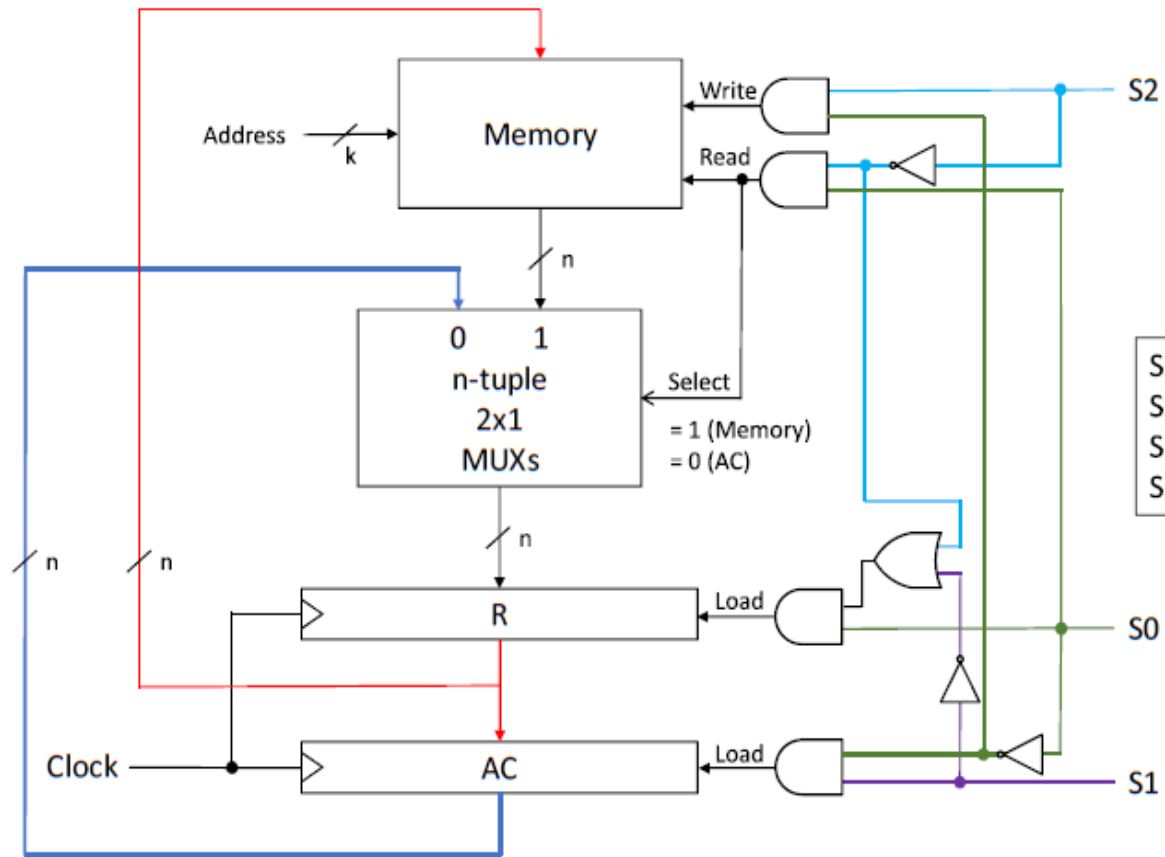 Write
S2
Address
k
Memory
Read
n
0 1
n-tuple
2x1
MUXs
Select
= 1 (Memory)
= 0 (AC)
S
S
S
S
n
n
n
Load
R
S0
Load
Clock
AC
S1